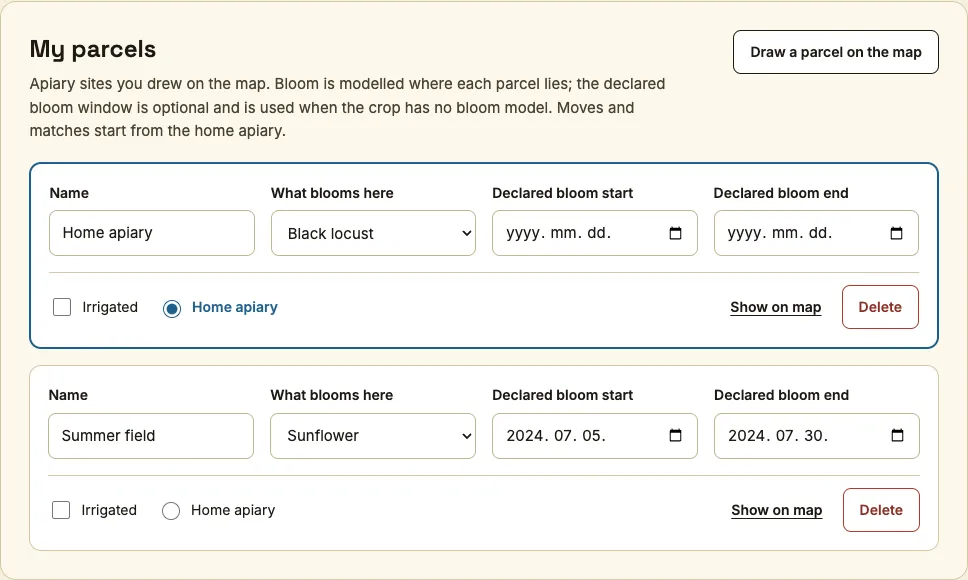 My parcels
Draw a parcel on the map
Apiary sites you drew on the map. Bloom is modelled where each parcel lies; the declared
bloom window is optional and is used when the crop has no bloom model. Moves and
matches start from the home apiary.
Name What blooms here Declared bloom start Declared bloom end
Home apiary Black locust yyyy. mm. dd. yyyy. mm. dd.
Irrigated Home apiary Show on map Delete
Name What blooms here Declared bloom start Declared bloom end
Summer field Sunflower 2024. 07. 05. 2024. 07. 30.
Irrigated Home apiary Show on map Delete